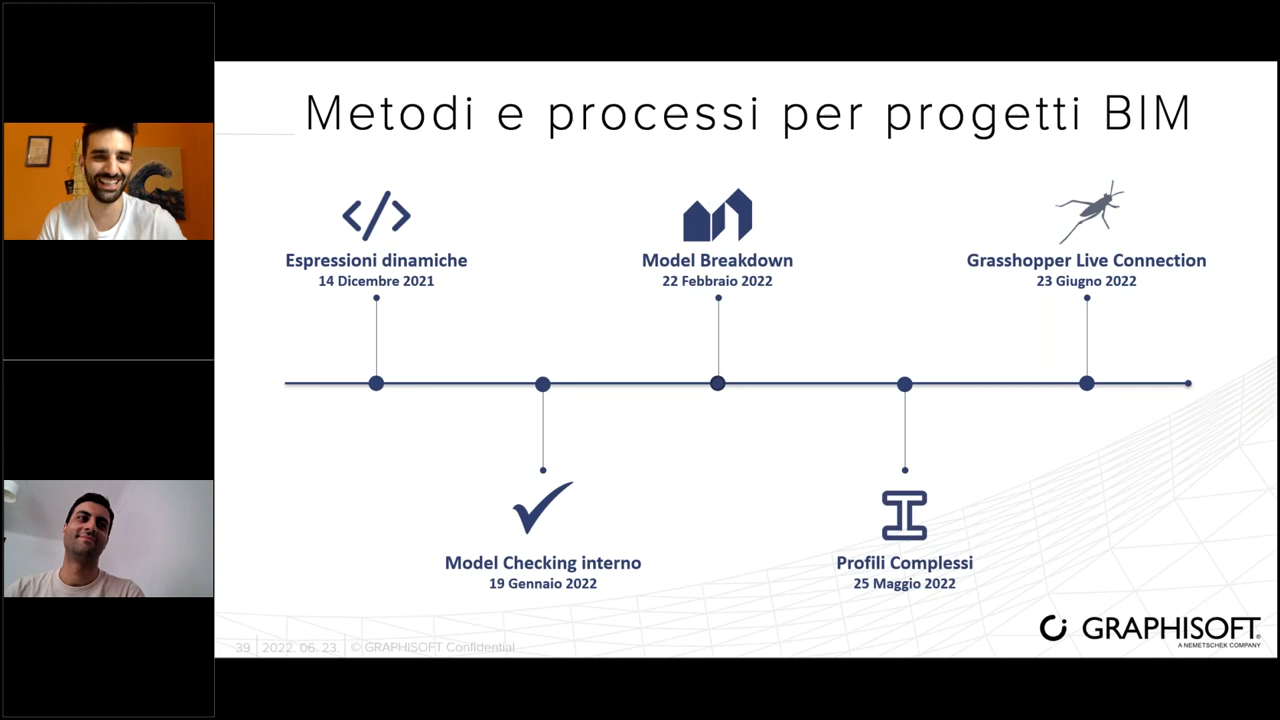 Metodi e processi per progetti BIM
Espressioni dinamiche
14 Dicembre 2021
Model Breakdown
22 Febbraio 2022
Grasshopper Live Connection
23 Giugno 2022
Model Checking interno
19 Gennaio 2022
Profili Complessi
25 Maggio 2022
39 | 2022. 06. 23. | © GRAPHISOFT Confidential
GRAPHISOFT®
A NEMETSCHEK COMPANY